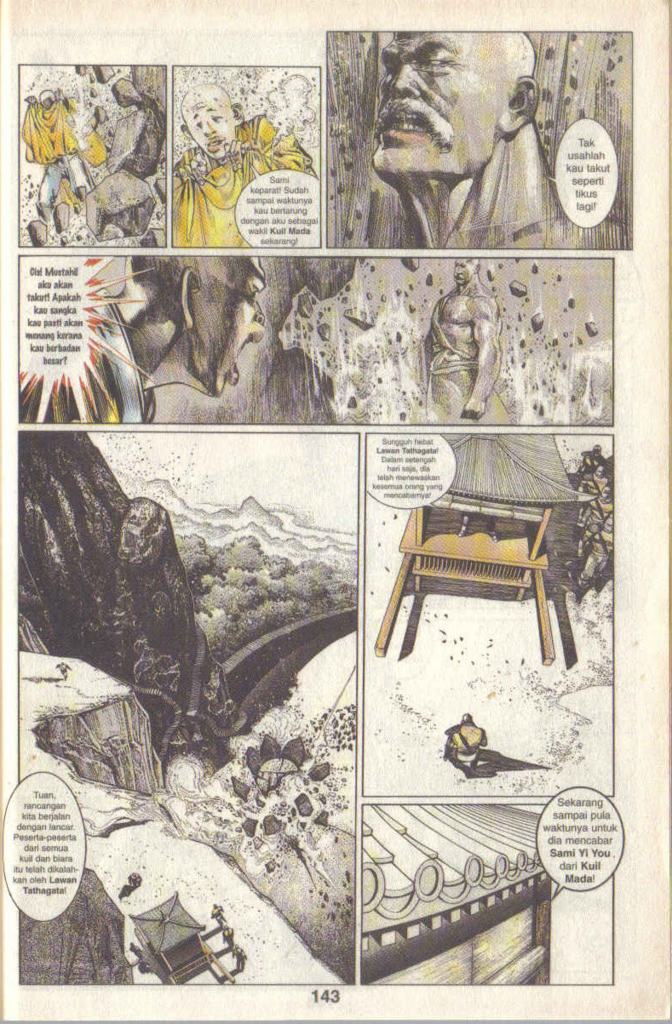 Sami
keparat! Sudah
sampai waktunya
kau bertarung
dengan aku sebagai
wakil Kuil Mada
sekarang!
Tak
usahlah
kau takut
seperti
tikus
lagi!
Cis! Mustahil
aku akan
takut! Apakah
kau sangka
kau pasti akan
menang kerana
kau berbadan
besar?
Sungguh hebat
Lawan Tathagata!
Dalam setengah
hari saja, dia
telah menewaskan
kesemua orang yang
mencabarnya!
Tuan,
rancangan
kita berjalan
dengan lancar.
Peserta-peserta
dari semua
kuil dan biara
itu telah dikalah-
kan oleh Lawan
Tathagata!
Sekarang
sampai pula
waktunya untuk
dia mencabar
Sami Yi You,
dari Kuil
Mada!
143